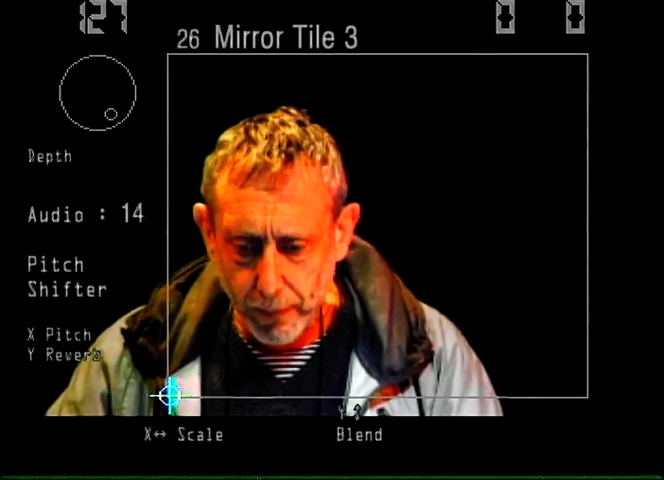 127 0 0
26 Mirror Tile 3
Depth
Audio : 14
Pitch
Shifter
X Pitch
Y Reverb
Y
X↔ Scale
Blend